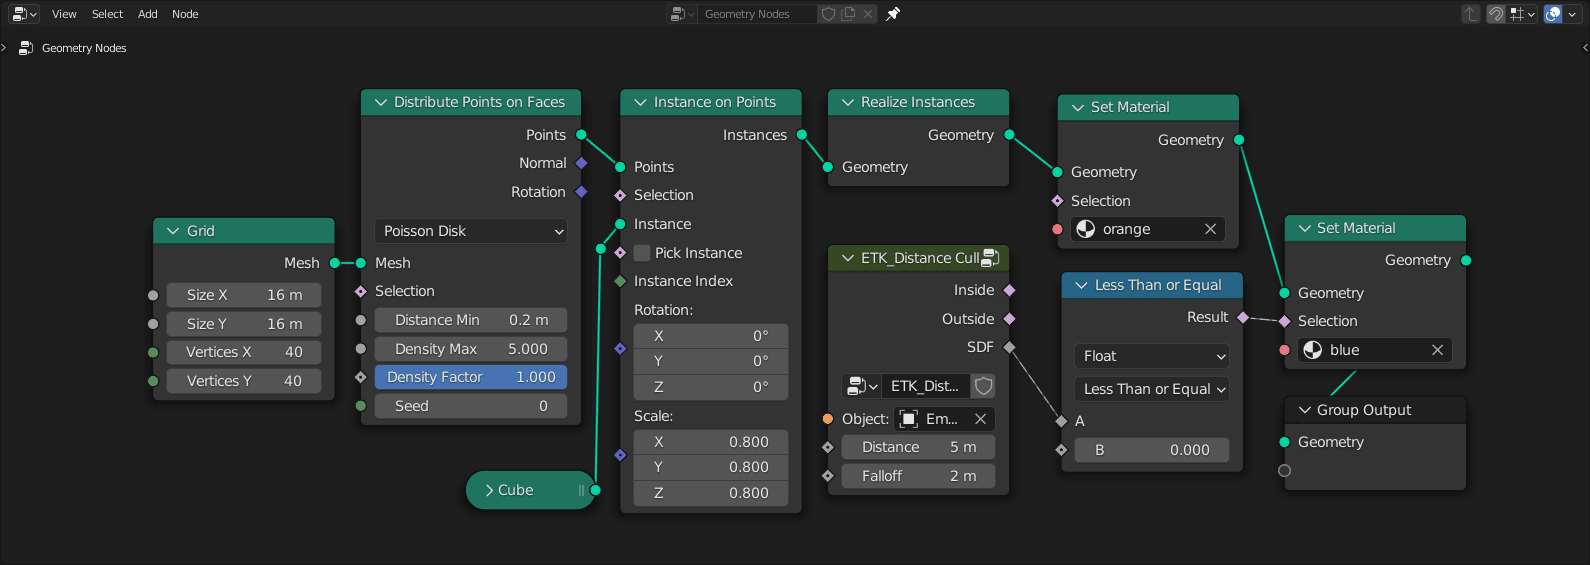 View Select Add Node
Geometry Nodes
Geometry Nodes
Grid
Mesh
Size X 16 m
Size Y 16 m
Vertices X 40
Vertices Y 40
Distribute Points on Faces
Points
Normal
Rotation
Poisson Disk
Mesh
Selection
Distance Min 0.2 m
Density Max 5.000
Density Factor 1.000
Seed 0
Cube
Instance on Points
Instances
Points
Selection
Instance
Pick Instance
Instance Index
Rotation:
X 0°
Y 0°
Z 0°
Scale:
X 0.800
Y 0.800
Z 0.800
Realize Instances
Geometry
Geometry
ETK_Distance Cull
Inside
Outside
SDF
ETK_Dist...
Object: Em...
Distance 5 m
Falloff 2 m
Set Material
Geometry
Geometry
Selection
orange
Less Than or Equal
Result
Float
Less Than or Equal
A
B 0.000
Set Material
Geometry
Geometry
Selection
blue
Group Output
Geometry